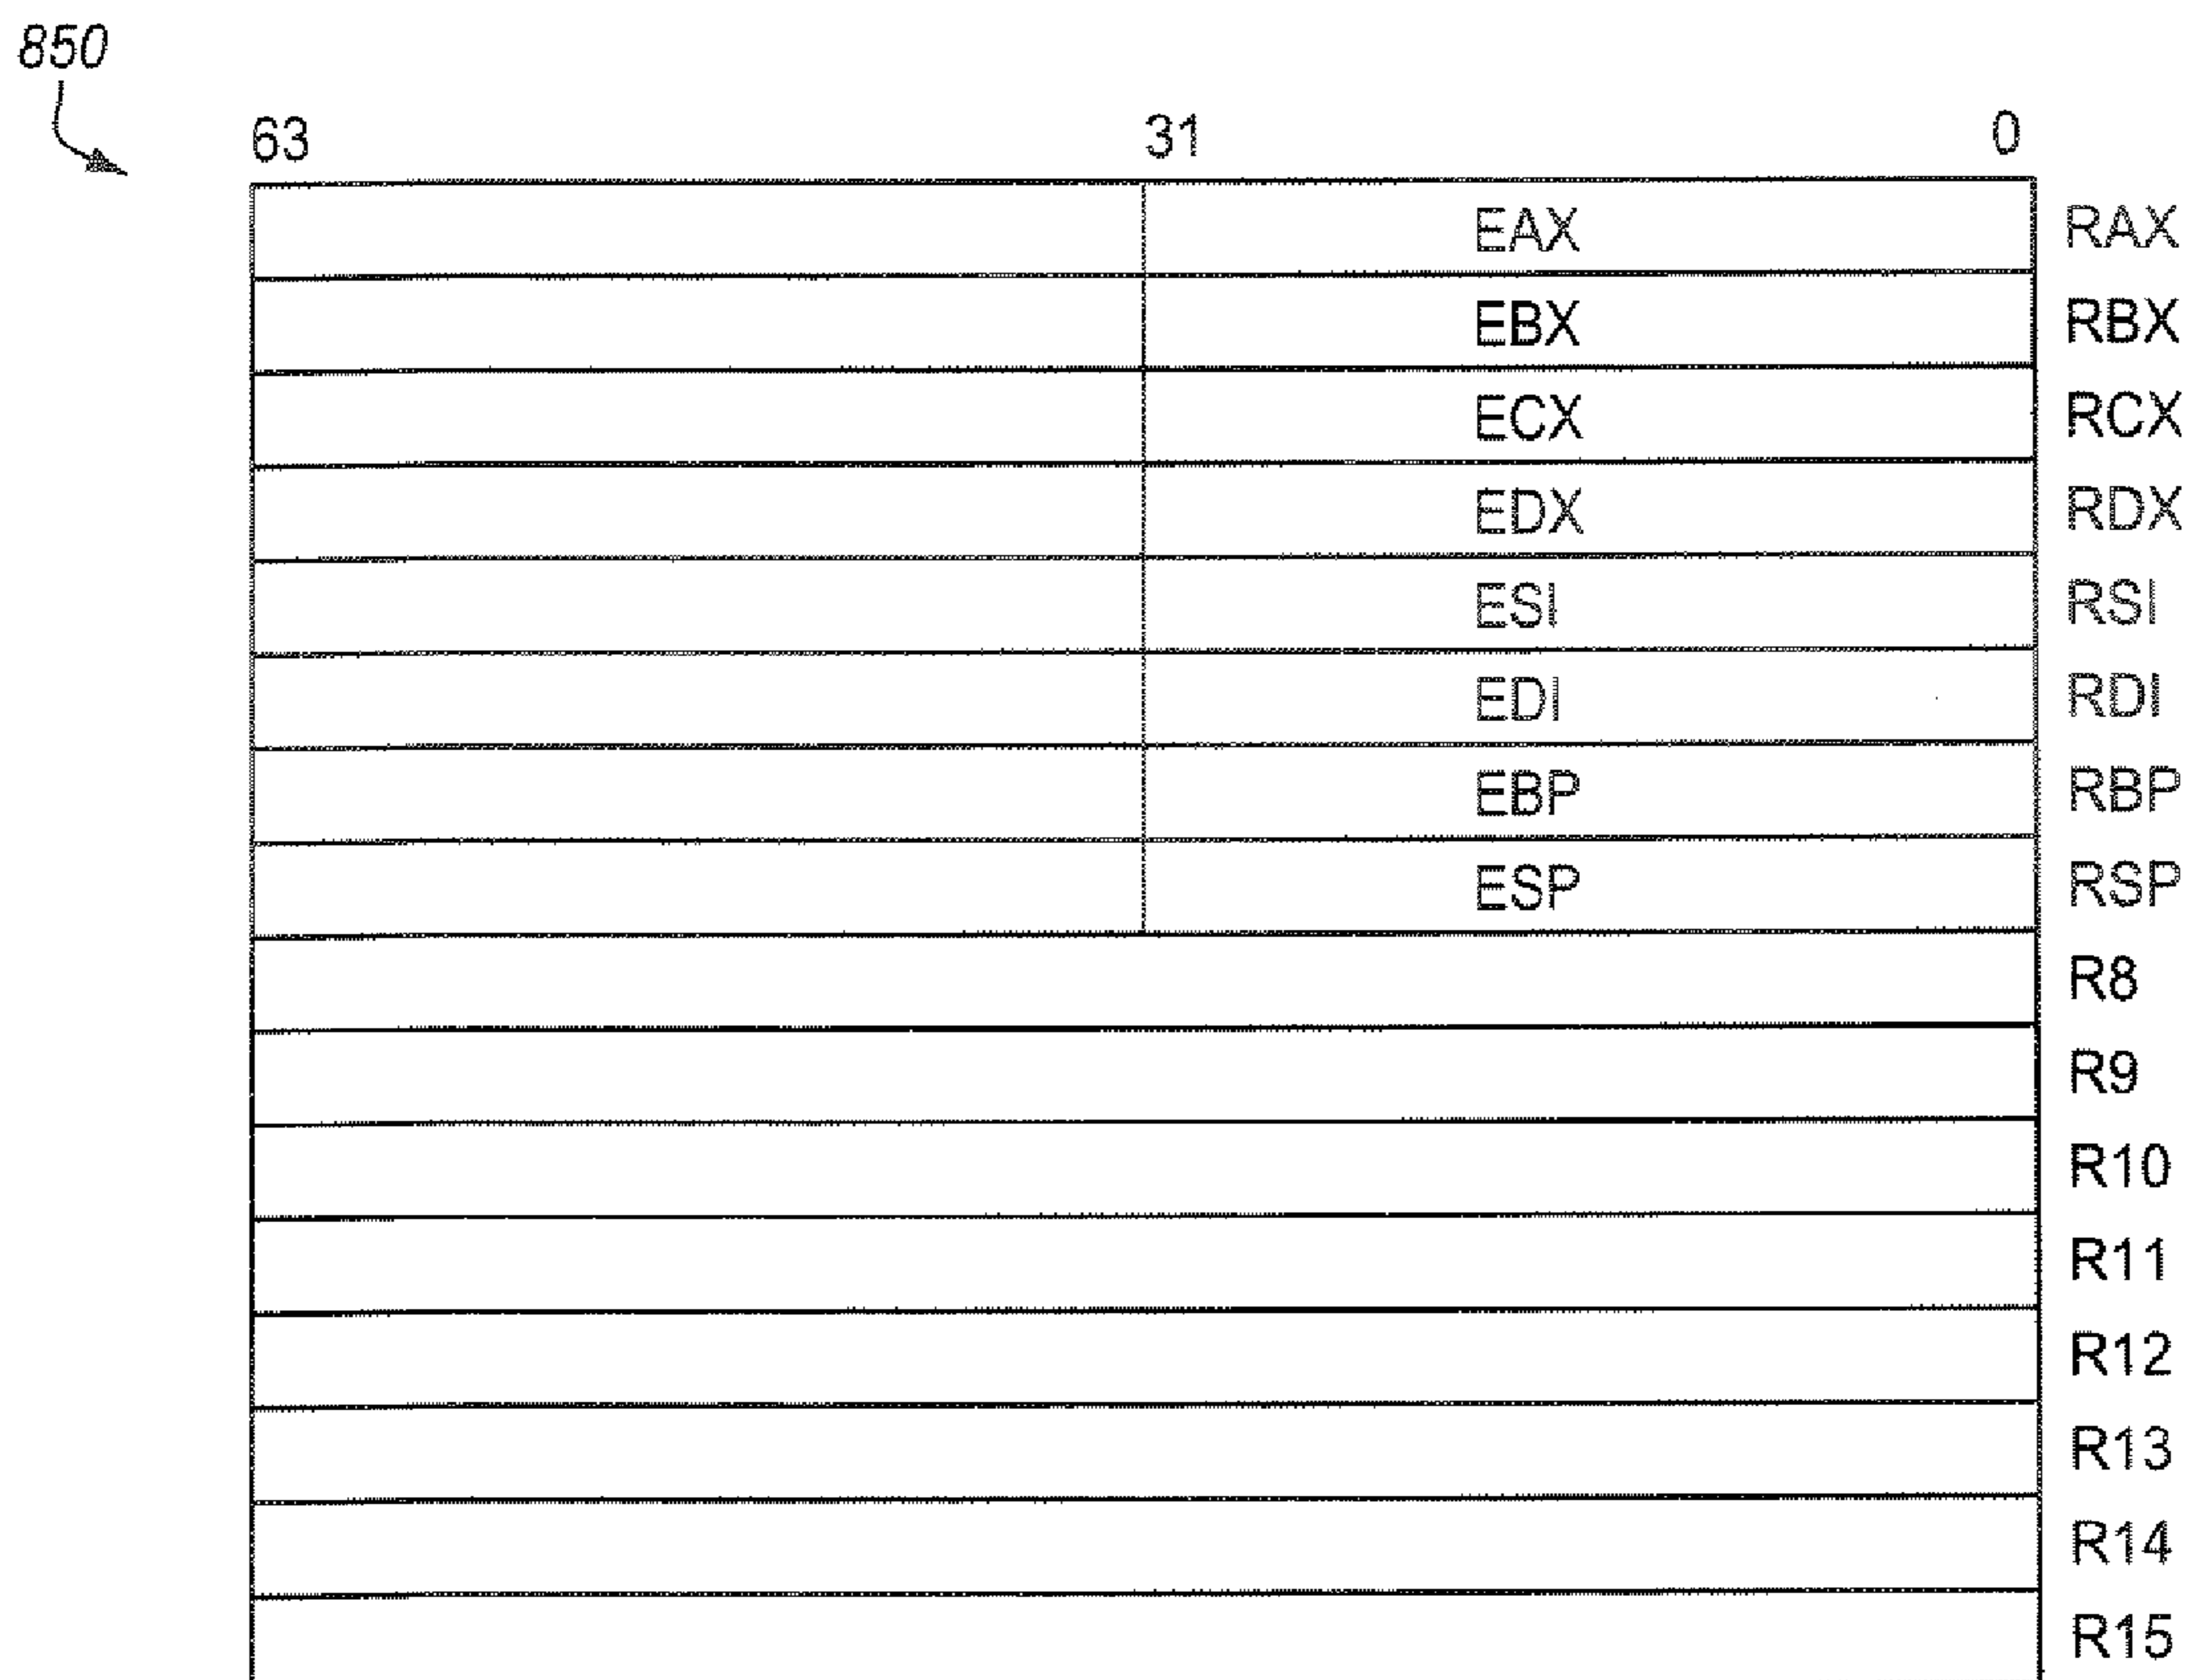 850
63 31 0
EAX RAX
EBX RBX
ECX RCX
EDX RDX
ESI RSI
EDI RDI
EBP RBP
ESP RSP
R8
R9
R10
R11
R12
R13
R14
R15